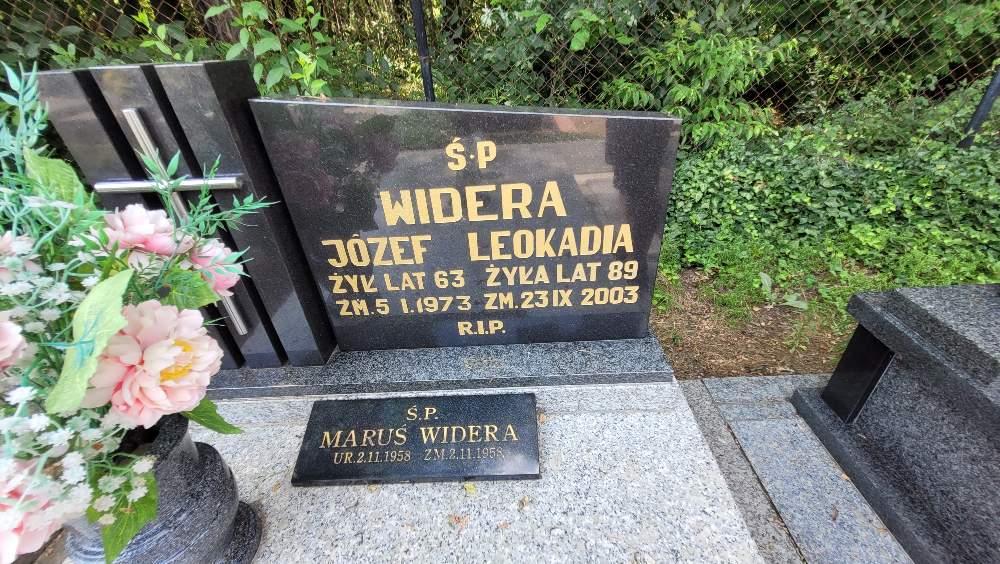 Ś.P
WIDERA
JÓZEF LEOKADIA
ŻYŁ LAT 63 ŻYŁA LAT 89
ZM.5 I.1973 ZM.23 IX 2003
R.I.P.
Ś.P.
MARUŚ WIDERA
UR.2.11.1958 ZM.2.11.1958